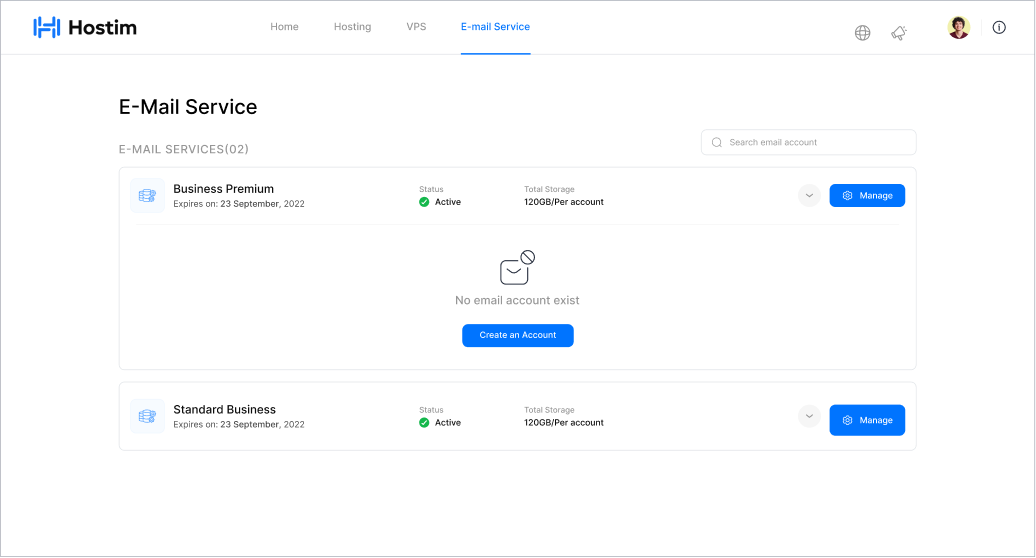 Hostim
Home Hosting VPS E-mail Service
E-Mail Service
E-MAIL SERVICES(02)
Search email account
Business Premium
Expires on: 23 September, 2022
Status
Active
Total Storage
120GB/Per account
Manage
No email account exist
Create an Account
Standard Business
Expires on: 23 September, 2022
Status
Active
Total Storage
120GB/Per account
Manage